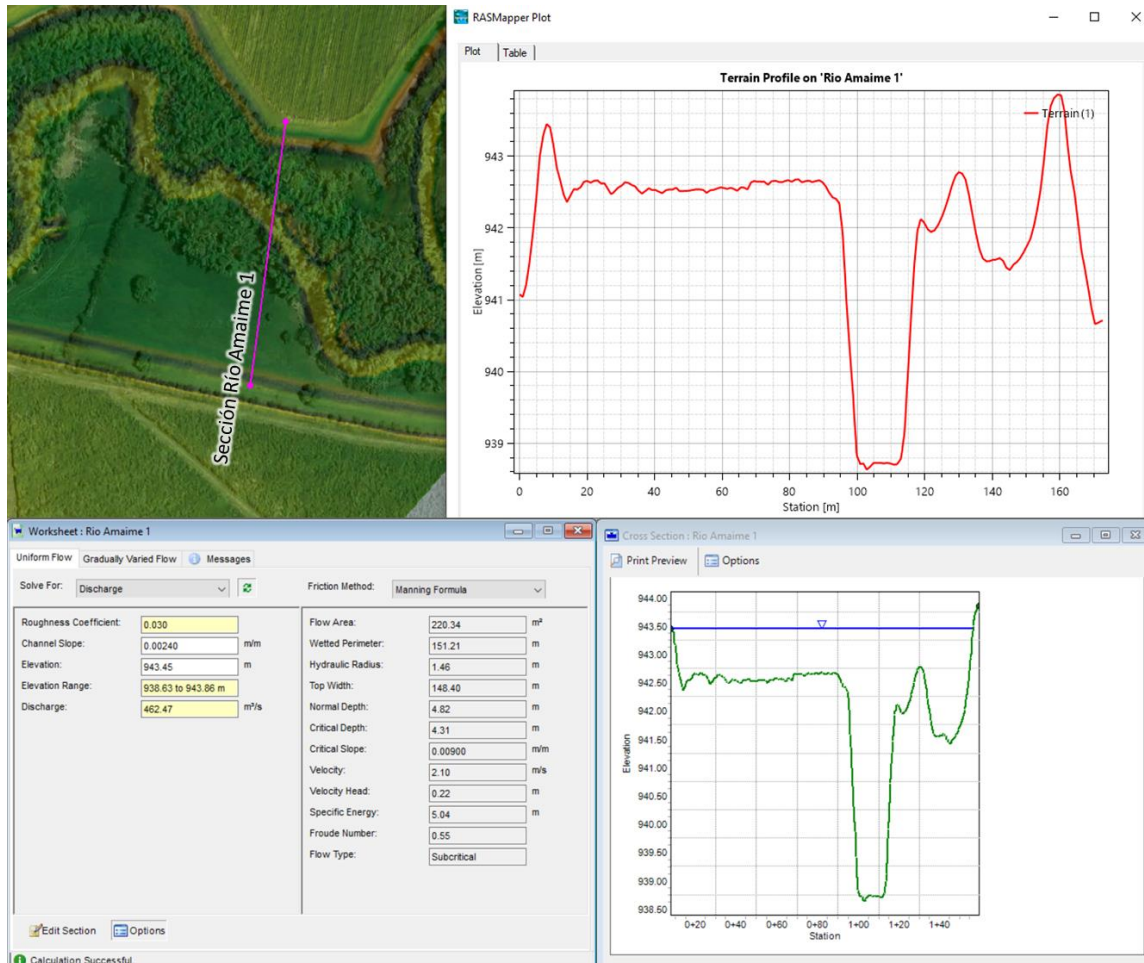 Sección Río Amaime 1
RASMapper Plot
Plot Table
Terrain Profile on 'Rio Amaime 1'
Terrain (1)
943
942
941
940
939
Elevation [m]
0 20 40 60 80 100 120 140 160
Station [m]
Worksheet : Rio Amaime 1
Uniform Flow Gradually Varied Flow Messages
Solve For: Discharge Friction Method: Manning Formula
Roughness Coefficient: 0.030
Channel Slope: 0.00240 m/m
Elevation: 943.45 m
Elevation Range: 938.63 to 943.86 m
Discharge: 462.47 m³/s
Flow Area: 220.34 m²
Wetted Perimeter: 151.21 m
Hydraulic Radius: 1.46 m
Top Width: 148.40 m
Normal Depth: 4.82 m
Critical Depth: 4.31 m
Critical Slope: 0.00900 m/m
Velocity: 2.10 m/s
Velocity Head: 0.22 m
Specific Energy: 5.04 m
Froude Number: 0.55
Flow Type: Subcritical
Edit Section Options
Calculation Successful
Cross Section : Rio Amaime 1
Print Preview Options
944.00
943.50
943.00
942.50
942.00
941.50
941.00
940.50
940.00
939.50
939.00
938.50
Elevation
0+20 0+40 0+60 0+80 1+00 1+20 1+40
Station